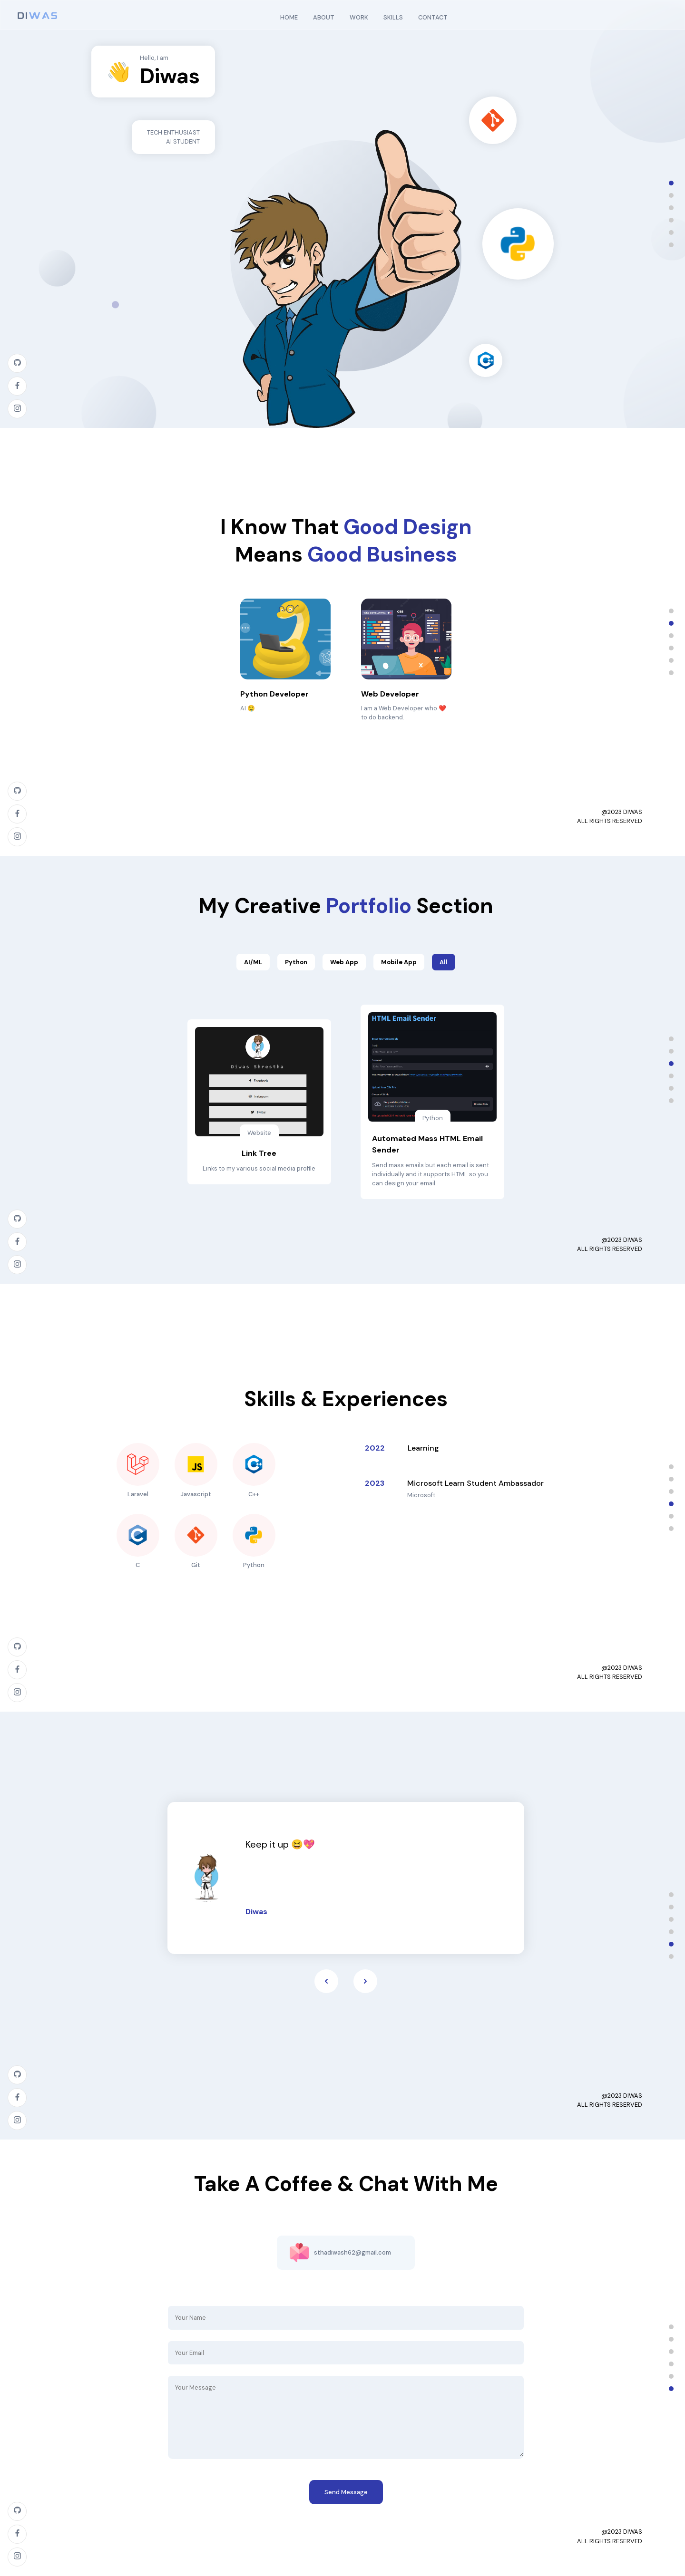 DIWAS
HOME
ABOUT
WORK
SKILLS
CONTACT
Hello, I am
Diwas
TECH ENTHUSIAST
AI STUDENT
I Know That Good Design
Means Good Business
Python Developer
AI 🤤
Web Developer
I am a Web Developer who ❤️
to do backend
@2023 DIWAS
ALL RIGHTS RESERVED
My Creative Portfolio Section
AI/ML
Python
Web App
Mobile App
All
Diwas Shrestha
Facebook
Instagram
Twitter
Website
Link Tree
Links to my various social media profile
HTML Email Sender
Python
Automated Mass HTML Email
Sender
Send mass emails but each email is sent
individually and it supports HTML so you
can design your email
@2023 DIWAS
ALL RIGHTS RESERVED
Skills & Experiences
Laravel
JS
Javascript
C++
C
Git
Python
2022
Learning
2023
Microsoft Learn Student Ambassador
Microsoft
@2023 DIWAS
ALL RIGHTS RESERVED
Keep it up 😆💖
Diwas
@2023 DIWAS
ALL RIGHTS RESERVED
Take A Coffee & Chat With Me
sthadiwash62@gmail.com
Your Name
Your Email
Your Message
Send Message
@2023 DIWAS
ALL RIGHTS RESERVED